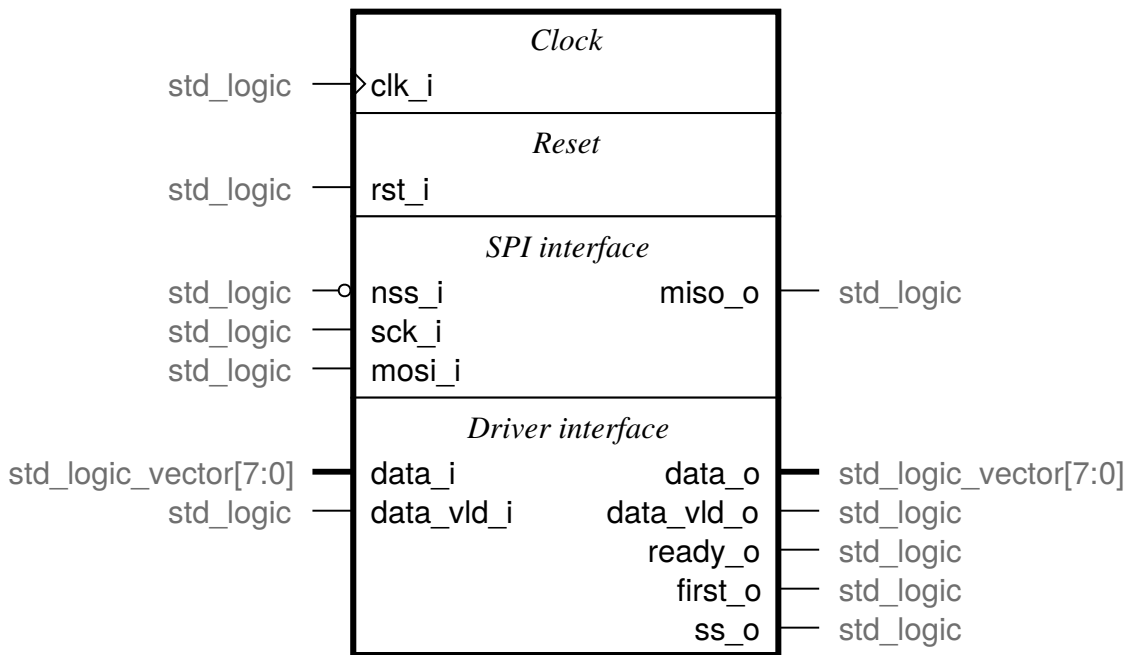 Clock
std_logic clk_i
Reset
std_logic rst_i
SPI interface
std_logic nss_i miso_o std_logic
std_logic sck_i
std_logic mosi_i
Driver interface
std_logic_vector[7:0] data_i data_o std_logic_vector[7:0]
std_logic data_vld_i data_vld_o std_logic
ready_o std_logic
first_o std_logic
ss_o std_logic